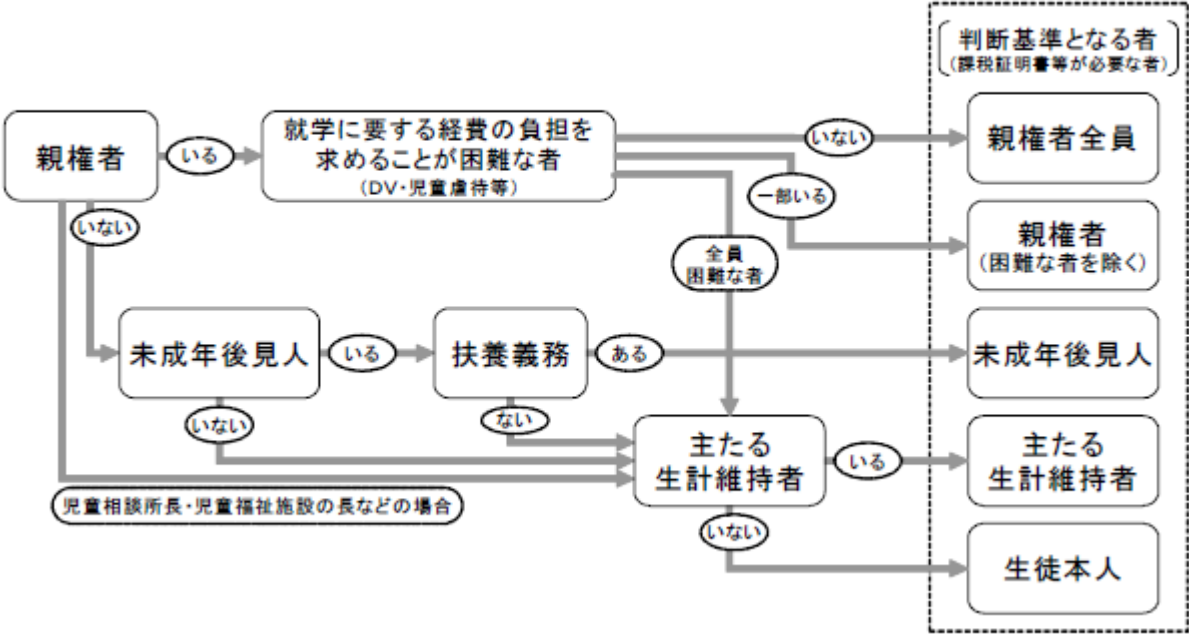 判断基準となる者
(課税証明書等が必要な者)
親権者
いる
就学に要する経費の負担を
求めることが困難な者
(DV・児童虐待等)
いない
親権者全員
一部いる
親権者
(困難な者を除く)
全員
困難な者
いない
未成年後見人
いる
扶養義務
ある
未成年後見人
いない
ない
主たる
生計維持者
いる
主たる
生計維持者
児童相談所長・児童福祉施設の長などの場合
いない
生徒本人